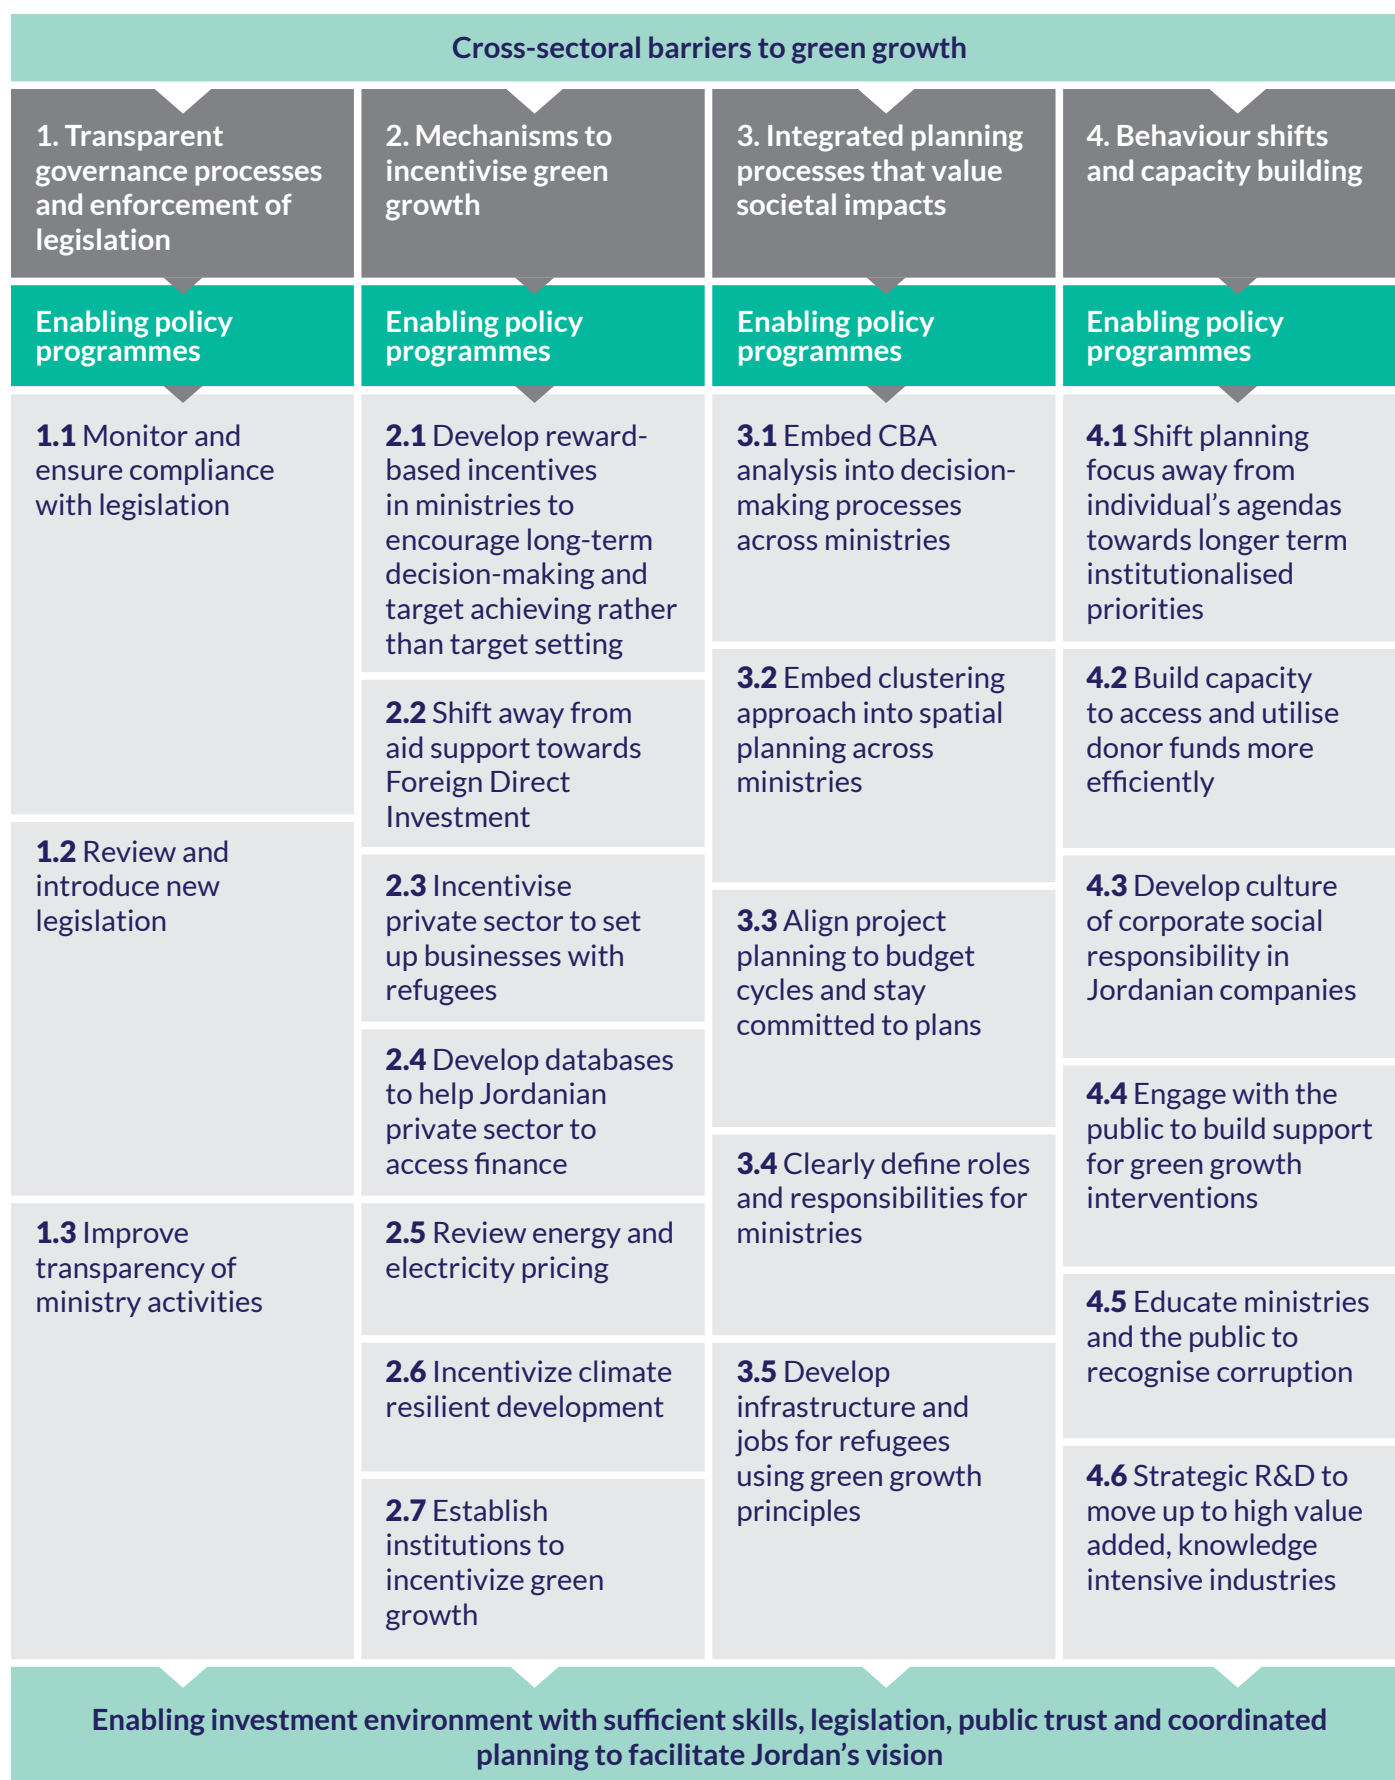 Cross-sectoral barriers to green growth
1. Transparent
governance processes
and enforcement of
legislation
Enabling policy
programmes
1.1 Monitor and
ensure compliance
with legislation
1.2 Review and
introduce new
legislation
1.3 Improve
transparency of
ministry activities
2. Mechanisms to
incentivise green
growth
Enabling policy
programmes
2.1 Develop reward-
based incentives
in ministries to
encourage long-term
decision-making and
target achieving rather
than target setting
2.2 Shift away from
aid support towards
Foreign Direct
Investment
2.3 Incentivise
private sector to set
up businesses with
refugees
2.4 Develop databases
to help Jordanian
private sector to
access finance
2.5 Review energy and
electricity pricing
2.6 Incentivize climate
resilient development
2.7 Establish
institutions to
incentivize green
growth
3. Integrated planning
processes that value
societal impacts
Enabling policy
programmes
3.1 Embed CBA
analysis into decision-
making processes
across ministries
3.2 Embed clustering
approach into spatial
planning across
ministries
3.3 Align project
planning to budget
cycles and stay
committed to plans
3.4 Clearly define roles
and responsibilities for
ministries
3.5 Develop
infrastructure and
jobs for refugees
using green growth
principles
4. Behaviour shifts
and capacity building
Enabling policy
programmes
4.1 Shift planning
focus away from
individual’s agendas
towards longer term
institutionalised
priorities
4.2 Build capacity
to access and utilise
donor funds more
efficiently
4.3 Develop culture
of corporate social
responsibility in
Jordanian companies
4.4 Engage with the
public to build support
for green growth
interventions
4.5 Educate ministries
and the public to
recognise corruption
4.6 Strategic R&D to
move up to high value
added, knowledge
intensive industries
Enabling investment environment with sufficient skills, legislation, public trust and coordinated
planning to facilitate Jordan’s vision